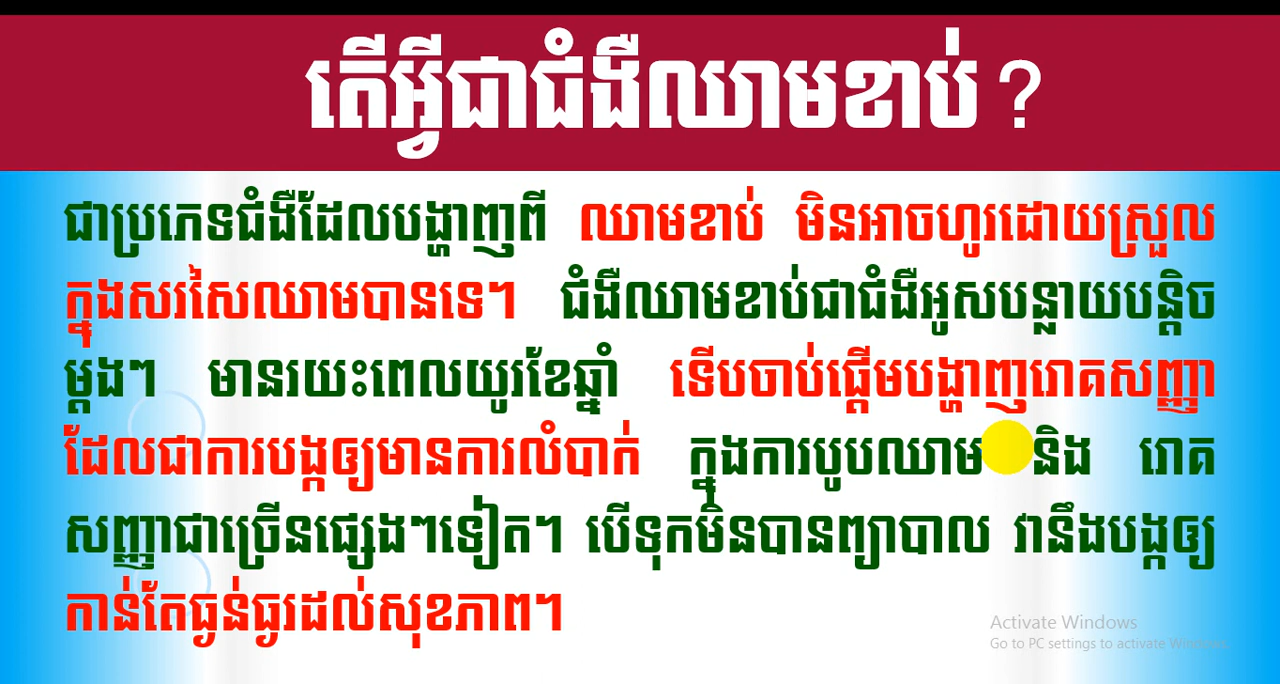 តើអ្វីជាជំងឺឈាមខាប់?
ជាប្រភេទជំងឺដែលបង្ហាញពី ឈាមខាប់ មិនអាចហូរដោយស្រួល
ក្នុងសរសៃឈាមបានទេៗ ជំងឺឈាមខាប់ជាជំងឺអូសបន្លាយបន្តិច
ម្ដងៗ មានរយះពេលយូរខែឆ្នាំ ទើបចាប់ផ្ដើមបង្ហាញរោគសញ្ញា
ដែលជាការបង្កឲ្យមានការលំបាក់ ក្នុងការបូបឈាម និង រោគ
សញ្ញាជាច្រើនផ្សេងៗទៀត។ បើទុកមិនបានព្យាបាល វានឹងបង្កឲ្យ
កាន់តែធ្ងន់ធ្ងរដល់សុខភាព។
Activate Windows
Go to PC settings to activate Windows.